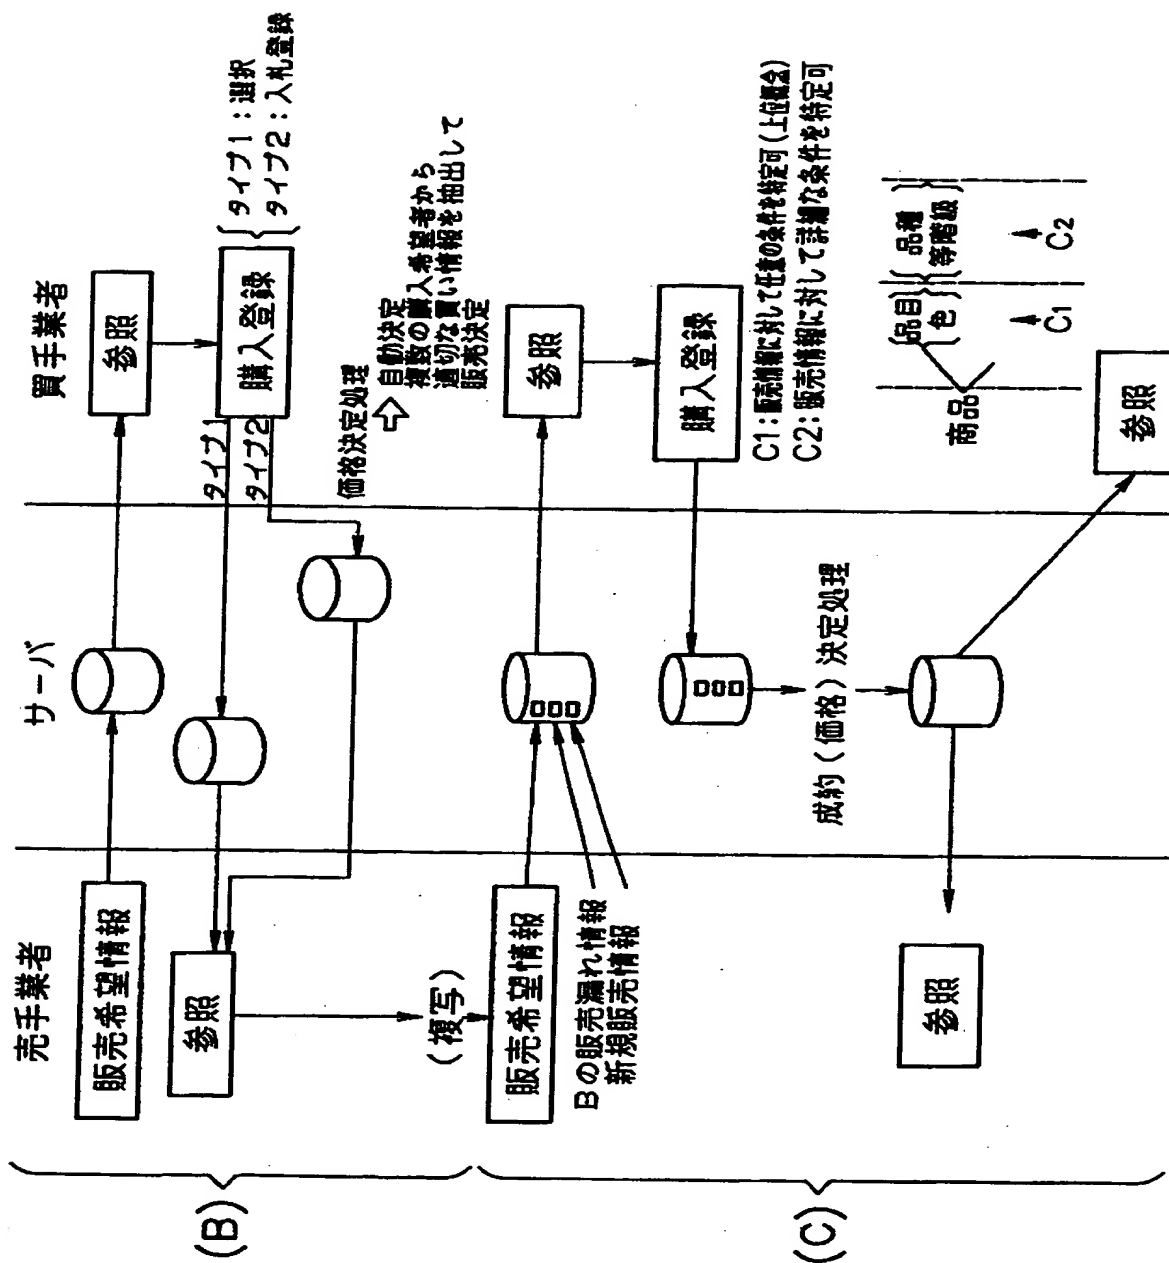 売手業者
サーバ
買手業者
(B)
販売希望情報
参照
購入登録
タイプ1：選択
タイプ2：入札登録
タイプ1
タイプ2
参照
価格決定処理
自動決定
複数の購入希望者から
適切な買い情報を抽出して
販売決定
(複写)
(C)
販売希望情報
Bの販売漏れ情報
新規販売情報
参照
購入登録
C1：販売情報に対して任意の条件を特定可(上位概念)
C2：販売情報に対して詳細な条件を特定可
成約(価格)決定処理
商品
品目
色
品種
等階級
C1
C2
参照
参照